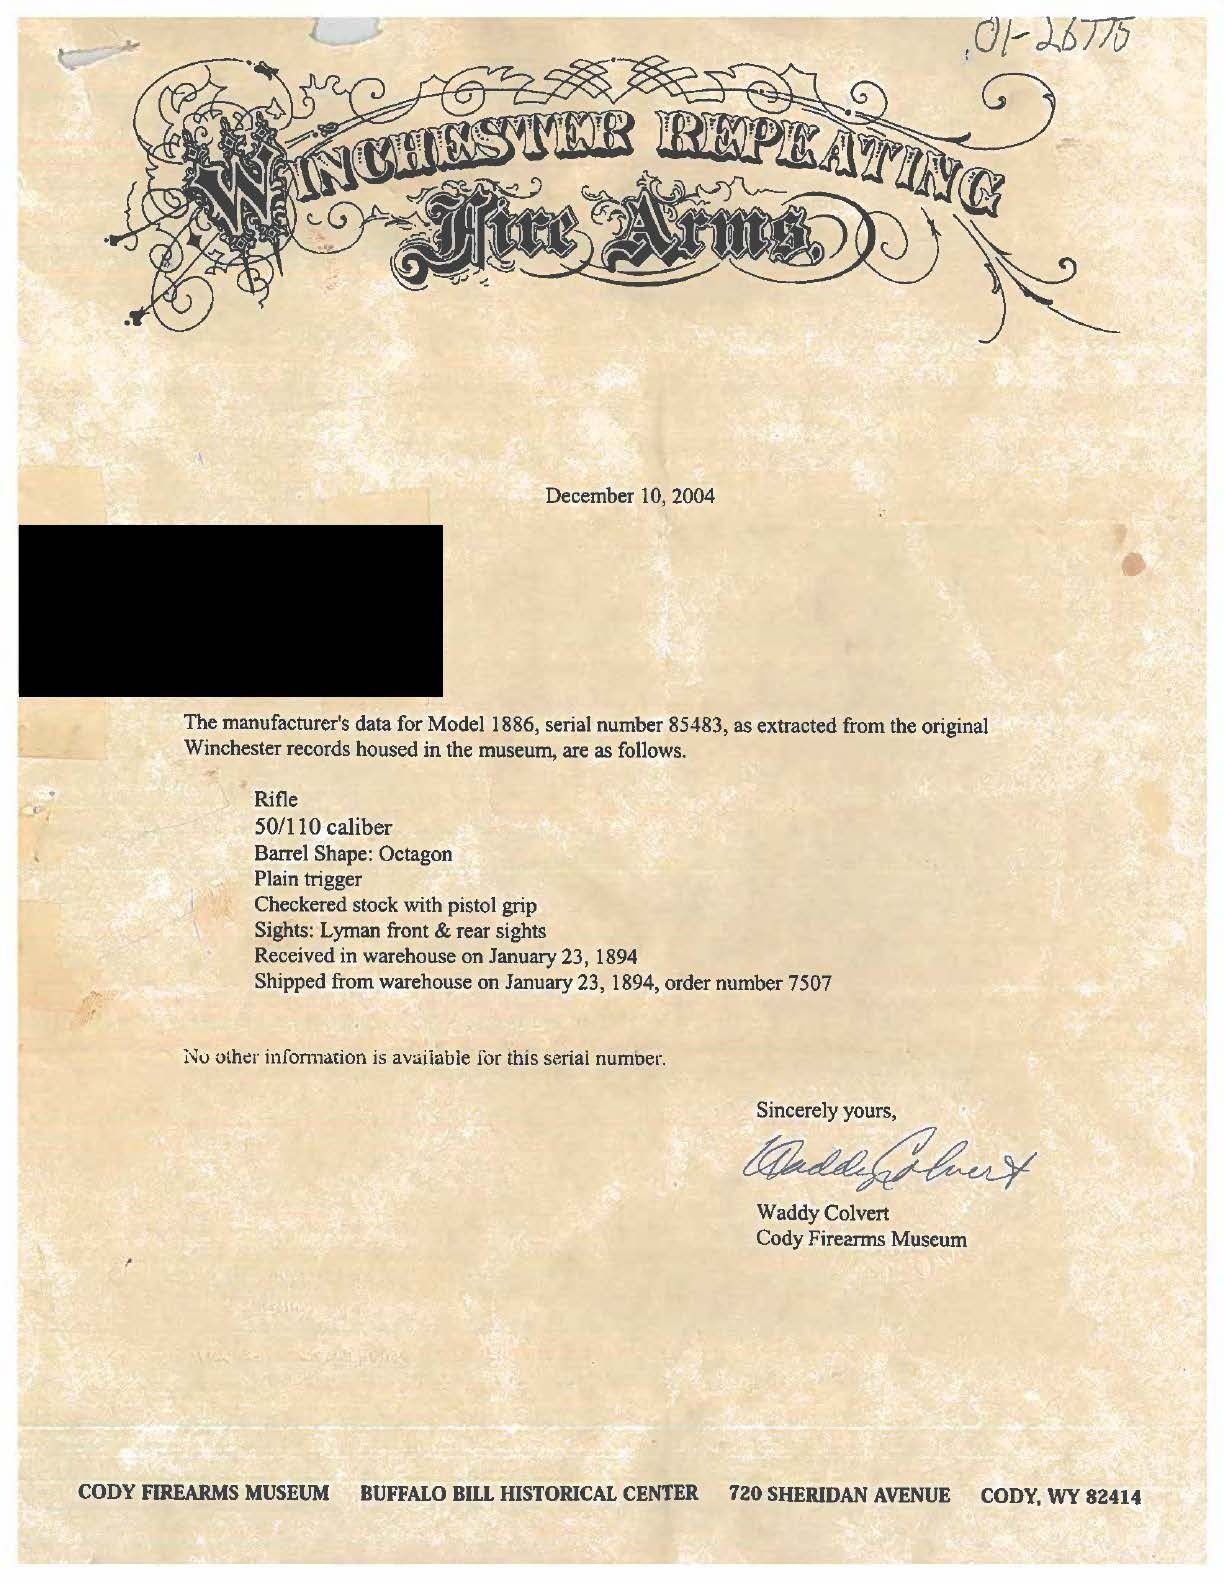 01-26775
WINCHESTER REPEATING
Fire Arms.
December 10, 2004
The manufacturer's data for Model 1886, serial number 85483, as extracted from the original
Winchester records housed in the museum, are as follows.
Rifle
50/110 caliber
Barrel Shape: Octagon
Plain trigger
Checkered stock with pistol grip
Sights: Lyman front & rear sights
Received in warehouse on January 23, 1894
Shipped from warehouse on January 23, 1894, order number 7507
No other information is available for this serial number.
Sincerely yours,
Waddy Colvert
Waddy Colvert
Cody Firearms Museum
CODY FIREARMS MUSEUM BUFFALO BILL HISTORICAL CENTER 720 SHERIDAN AVENUE CODY, WY 82414